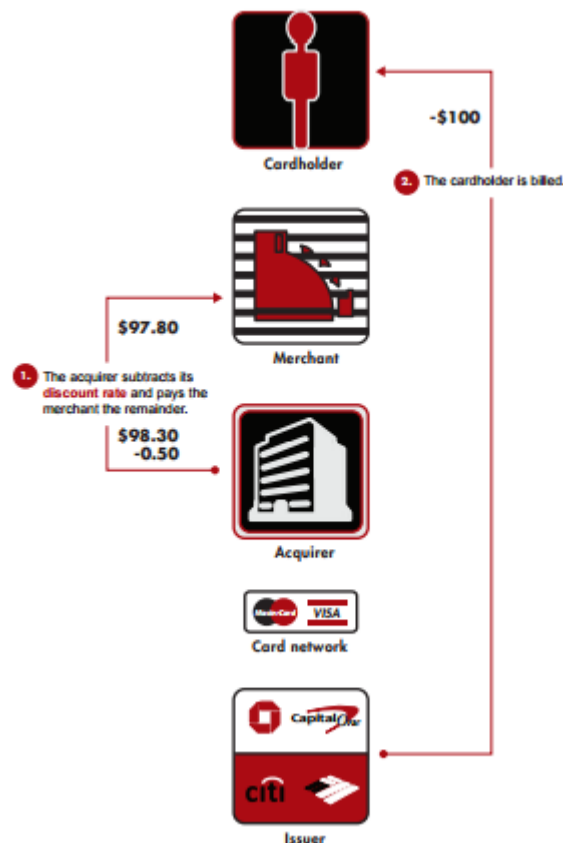 -$100
Cardholder
2. The cardholder is billed.
$97.80
Merchant
1. The acquirer subtracts its
discount rate and pays the
merchant the remainder.
$98.30
-0.50
Acquirer
MasterCard VISA
Card network
Capital One
citi
Issuer